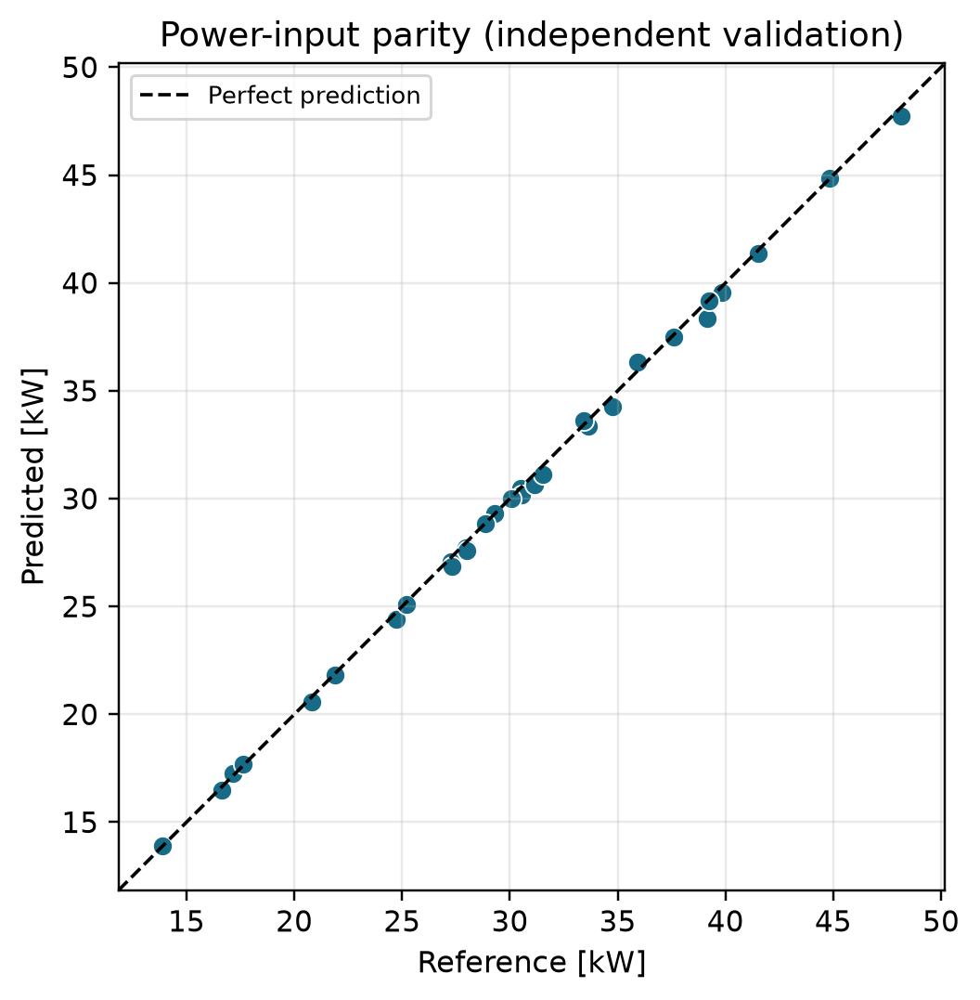 Power-input parity (independent validation)
Perfect prediction
50
45
40
35
30
25
20
15
Predicted [kW]
15 20 25 30 35 40 45 50
Reference [kW]